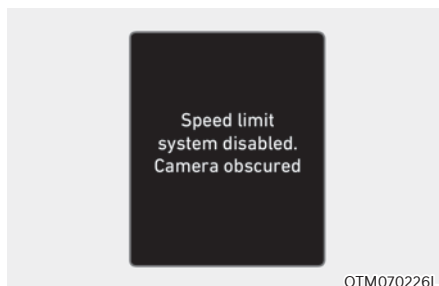 Speed limit
system disabled.
Camera obscured
OTM070226L